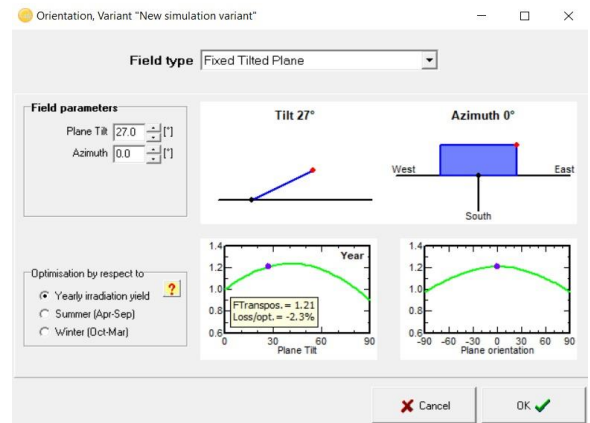 Orientation, Variant "New simulation variant"
Field type Fixed Tilted Plane
Field parameters
Plane Tilt 27.0 [°]
Azimuth 0.0 [°]
Tilt 27°
Azimuth 0°
West East
South
Optimisation by respect to
Yearly irradiation yield ?
Summer (Apr-Sep)
Winter (Oct-Mar)
Year
1.4
1.2
1.0
0.8
0.6
FTranspos. = 1.21
Loss/opt. = -2.3%
0 30 60 90
Plane Tilt
1.4
1.2
1.0
0.8
0.6
-90 -60 -30 0 30 60 90
Plane orientation
Cancel OK